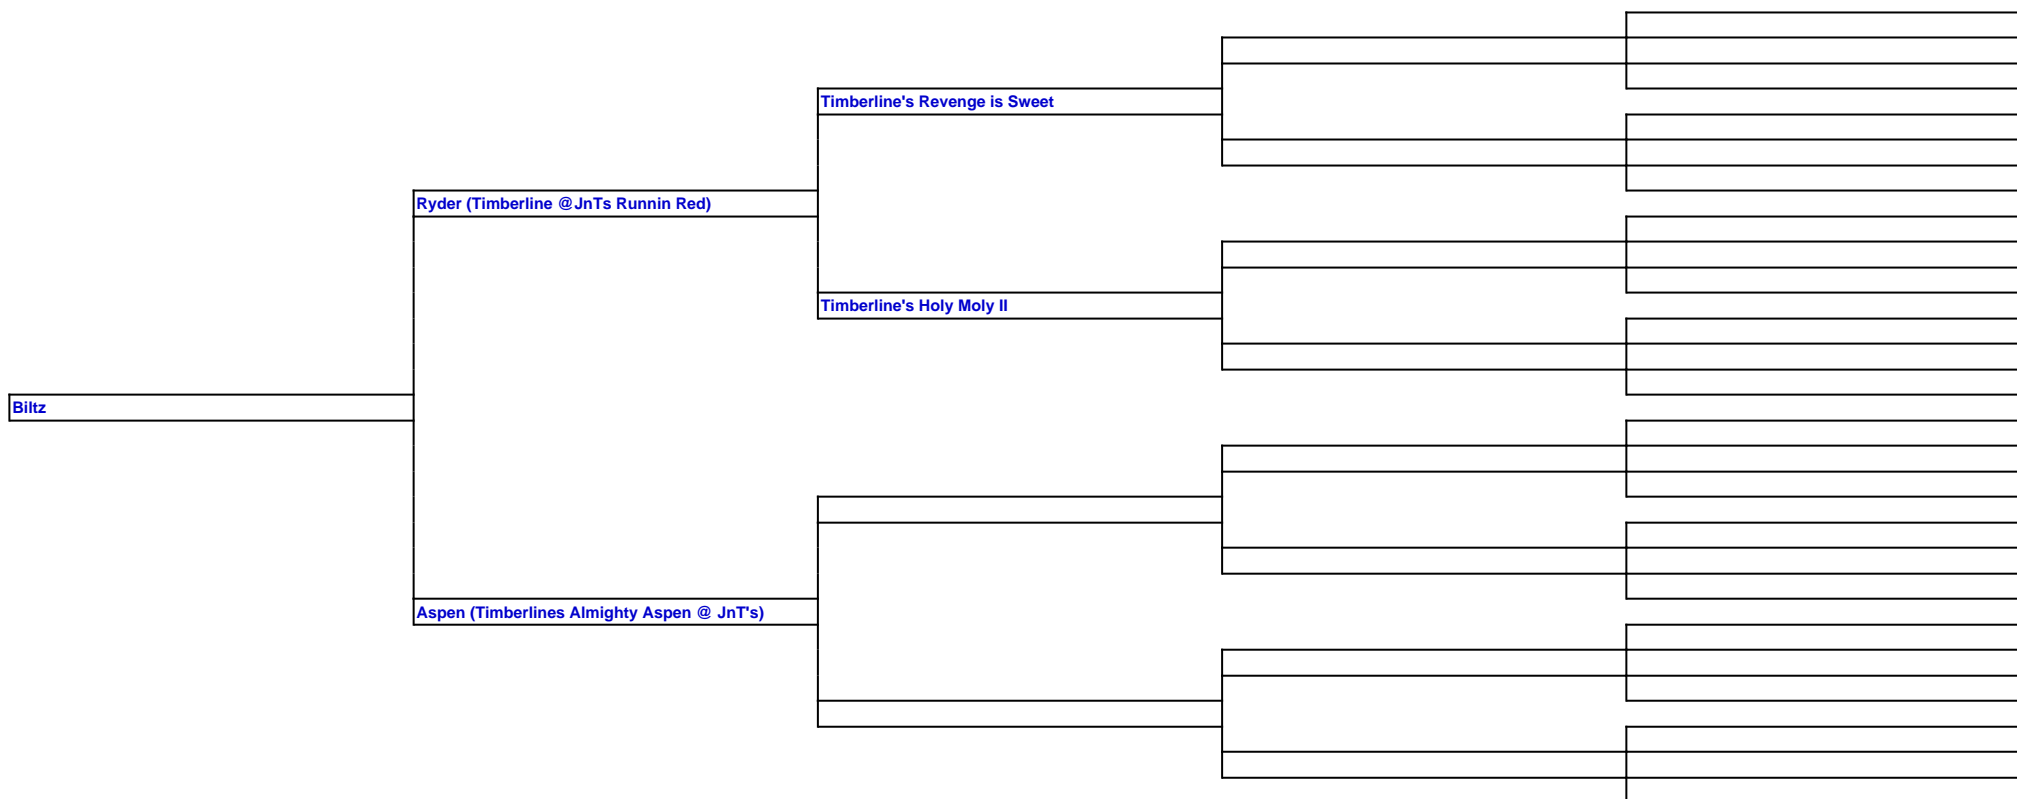 Timberline's Revenge is Sweet
Ryder (Timberline @JnTs Runnin Red)
Timberline's Holy Moly II
Biltz
Aspen (Timberlines Almighty Aspen @ JnT's)